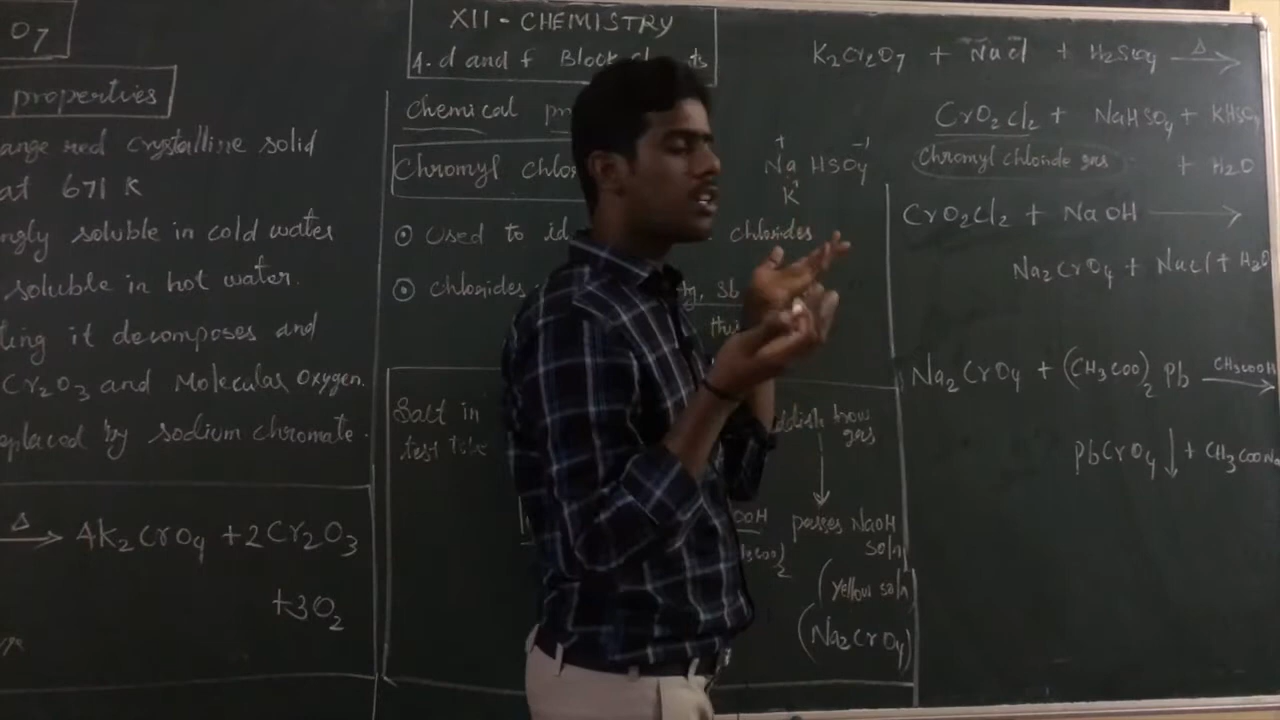 O7
properties
ange red crystalline solid
at 671 K
ngly soluble in cold water
soluble in hot water.
ting it decomposes and
Cr2O3 and Molecular Oxygen.
eplaced by sodium chromate.
Δ
→ 4K2CrO4 + 2Cr2O3
+3O2
XII - CHEMISTRY
4. d and f Block
Chemical
Chromyl
Used to chlorides
chlorides
Salt in
test tube
gas
passes NaOH
soln
(yellow soln)
(Na2CrO4)
+ -1
Na HSO4
K
K2Cr2O7 + NaCl + H2SO4 Δ→
CrO2Cl2 + NaHSO4 + KHSO4
Chromyl chloride gas + H2O
CrO2Cl2 + NaOH →
Na2CrO4 + NaCl + H2O
Na2CrO4 + (CH3COO)2 Pb CH3COOH→
PbCrO4↓ + CH3COONa